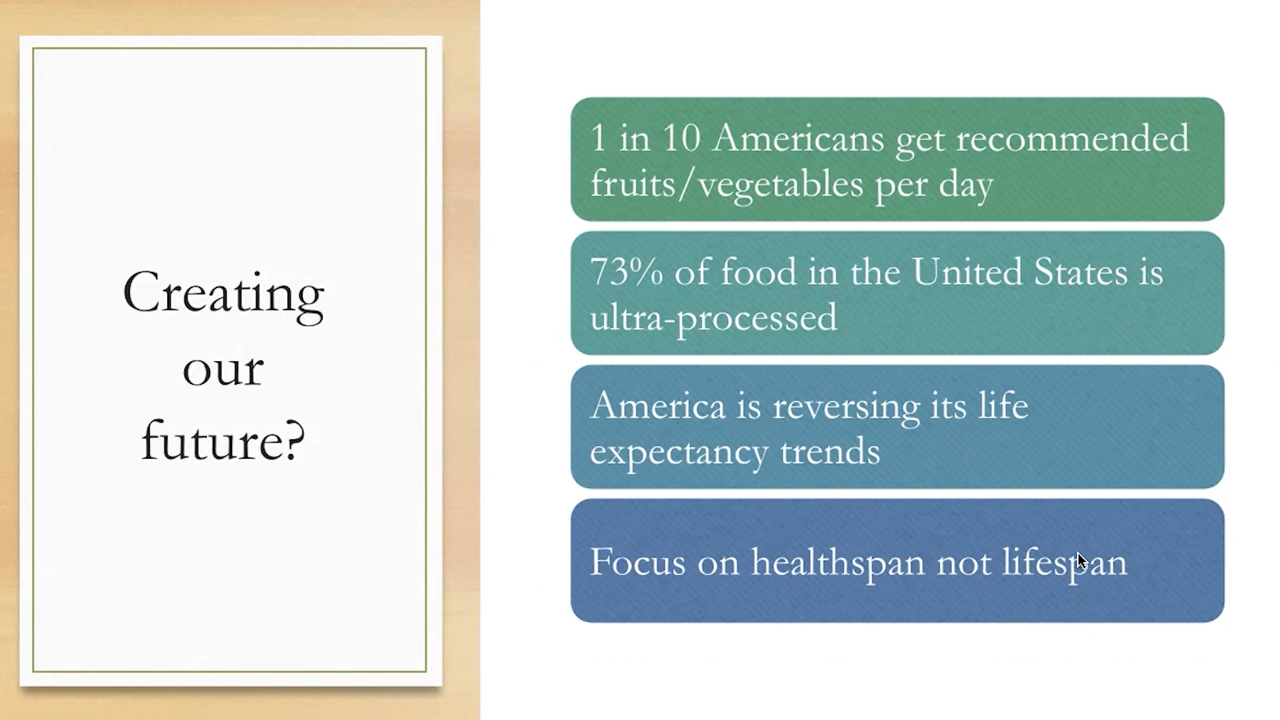 Creating
our
future?
1 in 10 Americans get recommended
fruits/vegetables per day
73% of food in the United States is
ultra-processed
America is reversing its life
expectancy trends
Focus on healthspan not lifespan